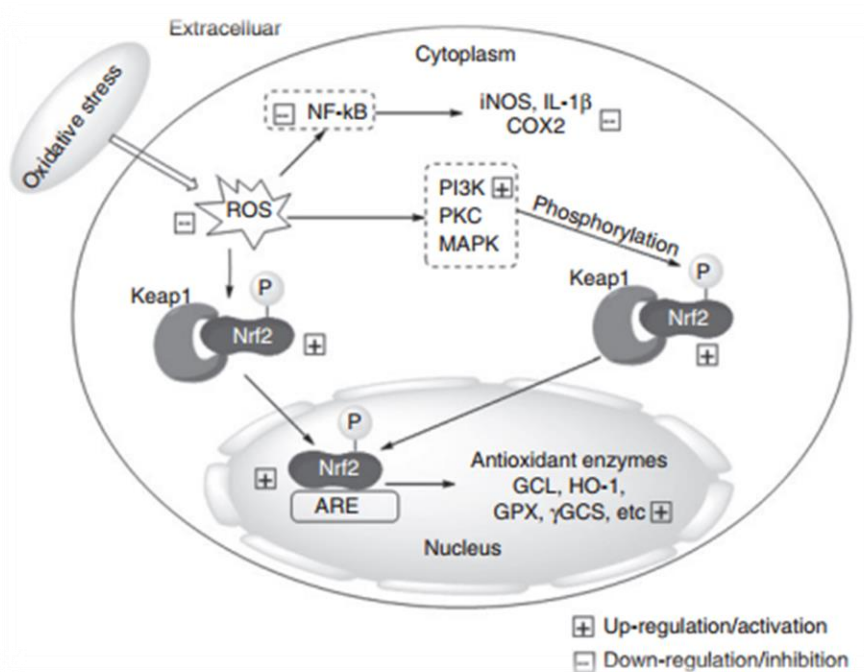 Extracelluar
Cytoplasm
Oxidative stress
-- NF-kB
iNOS, IL-1β
COX2 --
ROS
--
PI3K +
PKC
MAPK
Phosphorylation
Keap1
P
Nrf2
+
Keap1
P
Nrf2
+
P
Nrf2
+
ARE
Antioxidant enzymes
GCL, HO-1,
GPX, γGCS, etc +
Nucleus
+ Up-regulation/activation
-- Down-regulation/inhibition